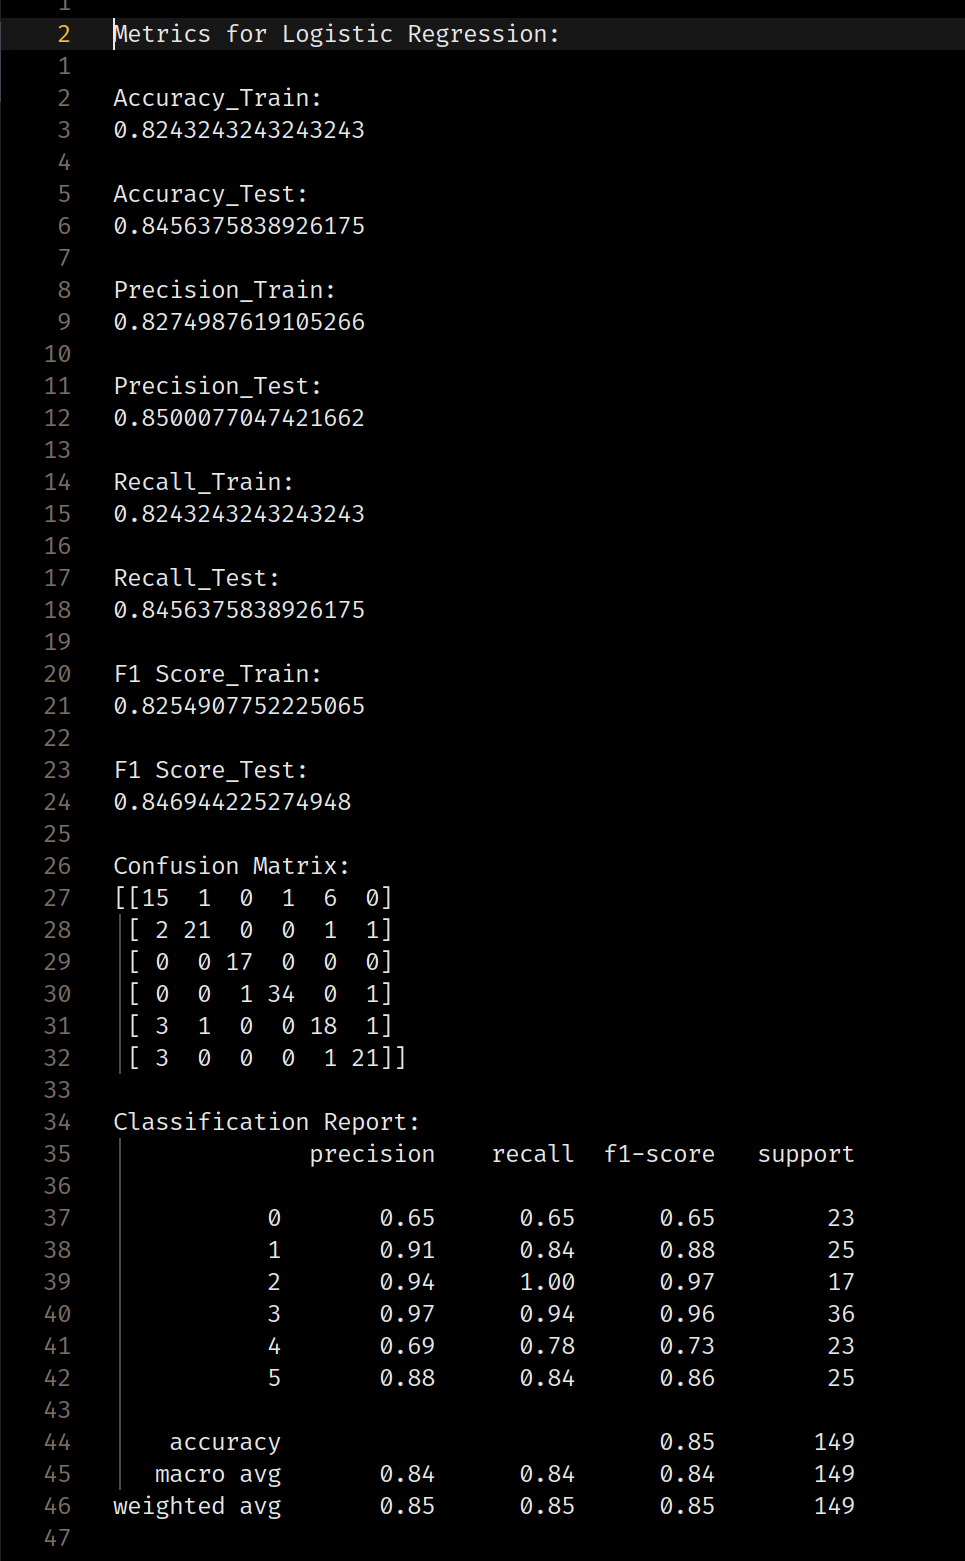 1
2 Metrics for Logistic Regression:
1
2 Accuracy_Train:
3 0.8243243243243243
4
5 Accuracy_Test:
6 0.8456375838926175
7
8 Precision_Train:
9 0.8274987619105266
10
11 Precision_Test:
12 0.8500077047421662
13
14 Recall_Train:
15 0.8243243243243243
16
17 Recall_Test:
18 0.8456375838926175
19
20 F1 Score_Train:
21 0.8254907752225065
22
23 F1 Score_Test:
24 0.846944225274948
25
26 Confusion Matrix:
27 [[15  1  0  1  6  0]
28  [ 2 21  0  0  1  1]
29  [ 0  0 17  0  0  0]
30  [ 0  0  1 34  0  1]
31  [ 3  1  0  0 18  1]
32  [ 3  0  0  0  1 21]]
33
34 Classification Report:
35               precision    recall  f1-score   support
36
37            0       0.65      0.65      0.65        23
38            1       0.91      0.84      0.88        25
39            2       0.94      1.00      0.97        17
40            3       0.97      0.94      0.96        36
41            4       0.69      0.78      0.73        23
42            5       0.88      0.84      0.86        25
43
44     accuracy                           0.85       149
45    macro avg       0.84      0.84      0.84       149
46 weighted avg       0.85      0.85      0.85       149
47